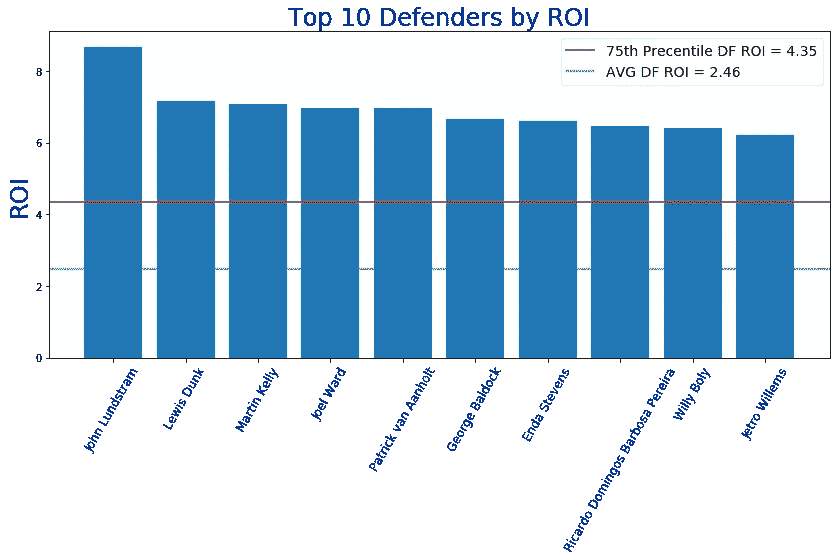 Top 10 Defenders by ROI
75th Precentile DF ROI = 4.35
AVG DF ROI = 2.46
ROI
8
6
4
2
0
John Lundstram
Lewis Dunk
Martin Kelly
Joel Ward
Patrick van Aanholt
George Baldock
Enda Stevens
Ricardo Domingos Barbosa Pereira
Willy Boly
Jetro Willems